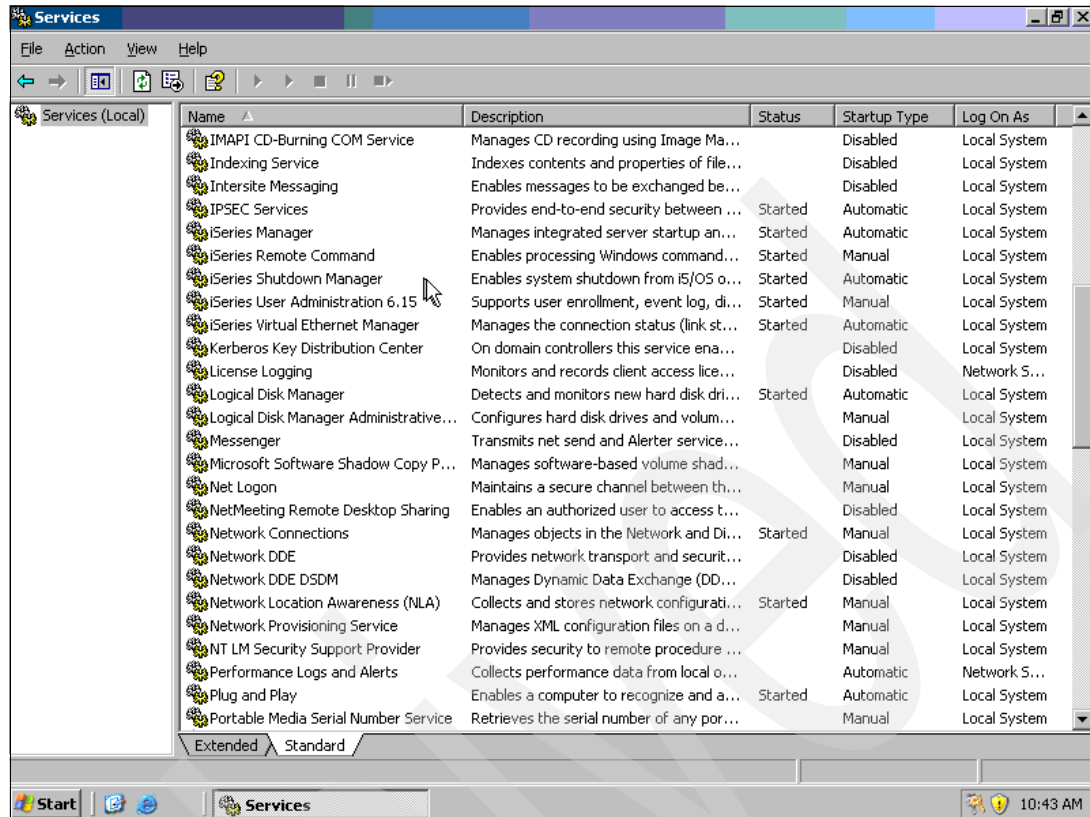 Services
File Action View Help
Services (Local)
Name Description Status Startup Type Log On As
IMAPI CD-Burning COM Service Manages CD recording using Image Ma... Disabled Local System
Indexing Service Indexes contents and properties of file... Disabled Local System
Intersite Messaging Enables messages to be exchanged be... Disabled Local System
IPSEC Services Provides end-to-end security between ... Started Automatic Local System
iSeries Manager Manages integrated server startup an... Started Automatic Local System
iSeries Remote Command Enables processing Windows command... Started Manual Local System
iSeries Shutdown Manager Enables system shutdown from i5/OS o... Started Automatic Local System
iSeries User Administration 6.15 Supports user enrollment, event log, di... Started Manual Local System
iSeries Virtual Ethernet Manager Manages the connection status (link st... Started Automatic Local System
Kerberos Key Distribution Center On domain controllers this service ena... Disabled Local System
License Logging Monitors and records client access lice... Disabled Network S...
Logical Disk Manager Detects and monitors new hard disk dri... Started Automatic Local System
Logical Disk Manager Administrative... Configures hard disk drives and volum... Manual Local System
Messenger Transmits net send and Alerter service... Disabled Local System
Microsoft Software Shadow Copy P... Manages software-based volume shad... Manual Local System
Net Logon Maintains a secure channel between th... Manual Local System
NetMeeting Remote Desktop Sharing Enables an authorized user to access t... Disabled Local System
Network Connections Manages objects in the Network and Di... Started Manual Local System
Network DDE Provides network transport and securit... Disabled Local System
Network DDE DSDM Manages Dynamic Data Exchange (DD... Disabled Local System
Network Location Awareness (NLA) Collects and stores network configurati... Started Manual Local System
Network Provisioning Service Manages XML configuration files on a d... Manual Local System
NT LM Security Support Provider Provides security to remote procedure ... Manual Local System
Performance Logs and Alerts Collects performance data from local o... Automatic Network S...
Plug and Play Enables a computer to recognize and a... Started Automatic Local System
Portable Media Serial Number Service Retrieves the serial number of any por... Manual Local System
Extended Standard
Start Services 10:43 AM